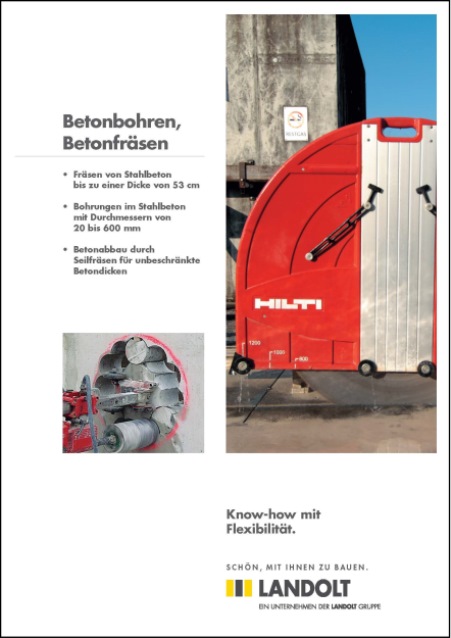 Betonbohren,
Betonfräsen
• Fräsen von Stahlbeton
bis zu einer Dicke von 53 cm
• Bohrungen im Stahlbeton
mit Durchmessern von
20 bis 600 mm
• Betonabbau durch
Seilfräsen für unbeschränkte
Betondicken
HILTI
1200
800
Know-how mit
Flexibilität.
SCHÖN, MIT IHNEN ZU BAUEN.
LANDOLT
EIN UNTERNEHMEN DER LANDOLT GRUPPE